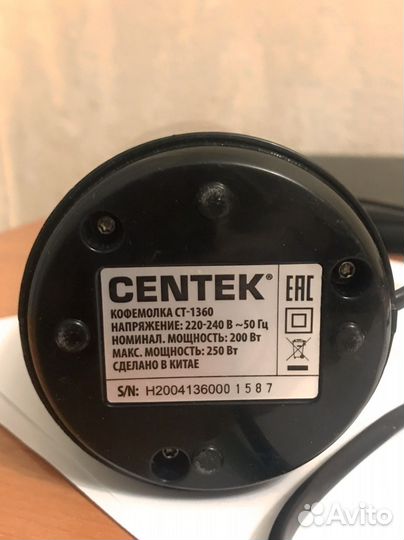 CENTEK®
КОФЕМОЛКА CT-1360
НАПРЯЖЕНИЕ: 220-240 В ~50 Гц
НОМИНАЛ. МОЩНОСТЬ: 200 Вт
МАКС. МОЩНОСТЬ: 250 Вт
СДЕЛАНО В КИТАЕ
EAC
S/N: H2004136000 1 5 8 7
Avito